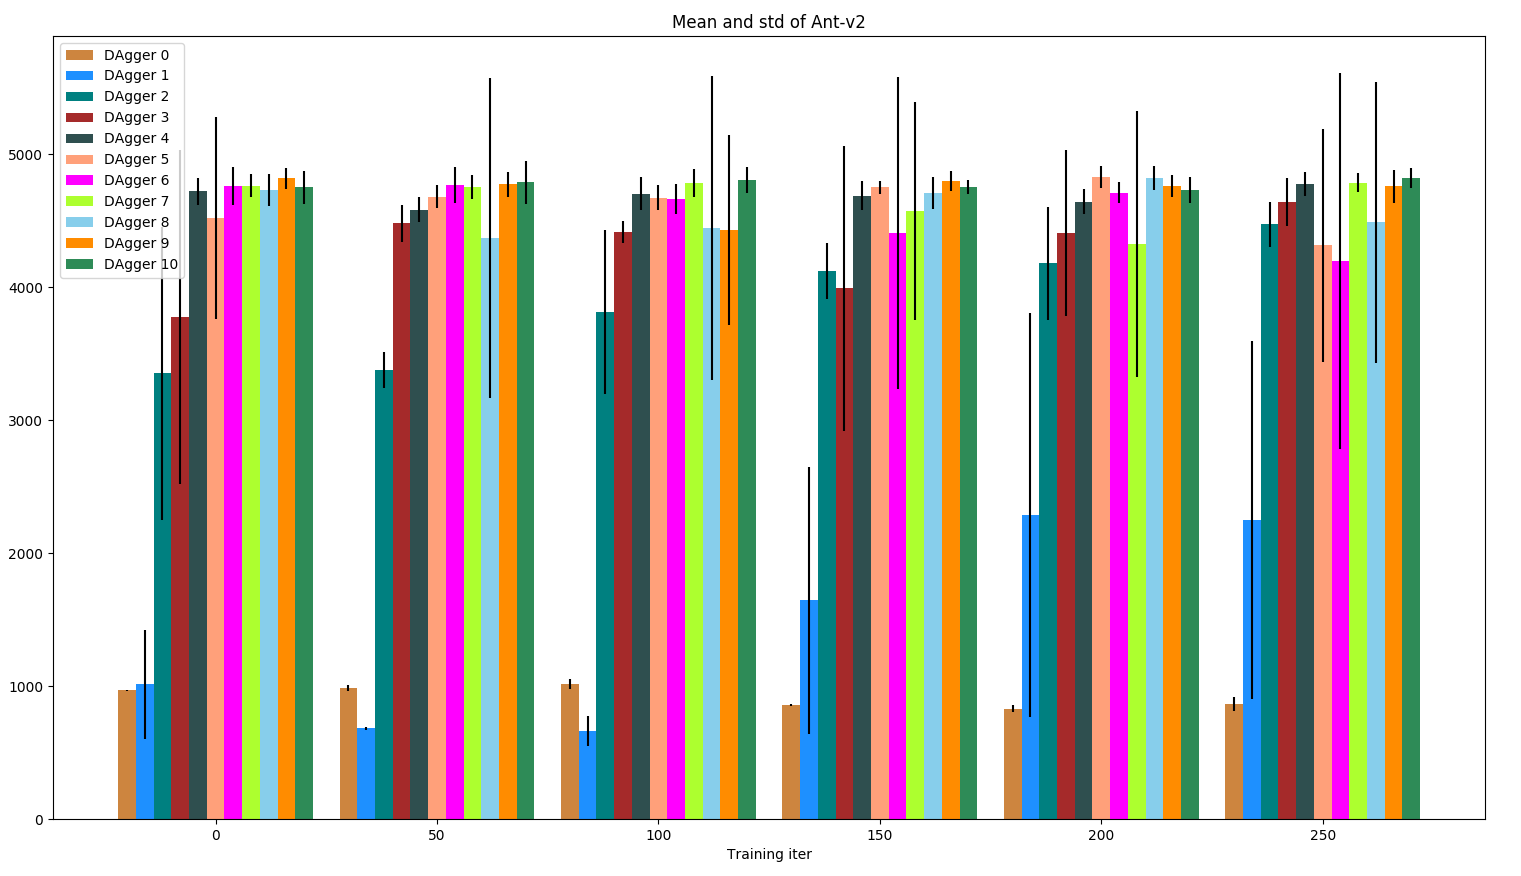 Mean and std of Ant-v2
DAgger 0
DAgger 1
DAgger 2
DAgger 3
DAgger 4
DAgger 5
DAgger 6
DAgger 7
DAgger 8
DAgger 9
DAgger 10
5000
4000
3000
2000
1000
0
0 50 100 150 200 250
Training iter